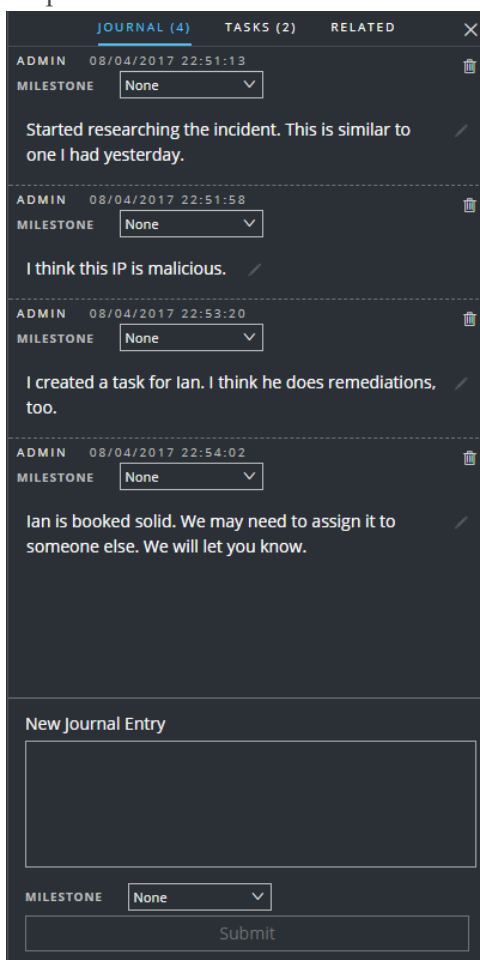 JOURNAL (4) TASKS (2) RELATED
ADMIN 08/04/2017 22:51:13
MILESTONE None
Started researching the incident. This is similar to
one I had yesterday.
ADMIN 08/04/2017 22:51:58
MILESTONE None
I think this IP is malicious.
ADMIN 08/04/2017 22:53:20
MILESTONE None
I created a task for Ian. I think he does remediations,
too.
ADMIN 08/04/2017 22:54:02
MILESTONE None
Ian is booked solid. We may need to assign it to
someone else. We will let you know.
New Journal Entry
MILESTONE None
Submit